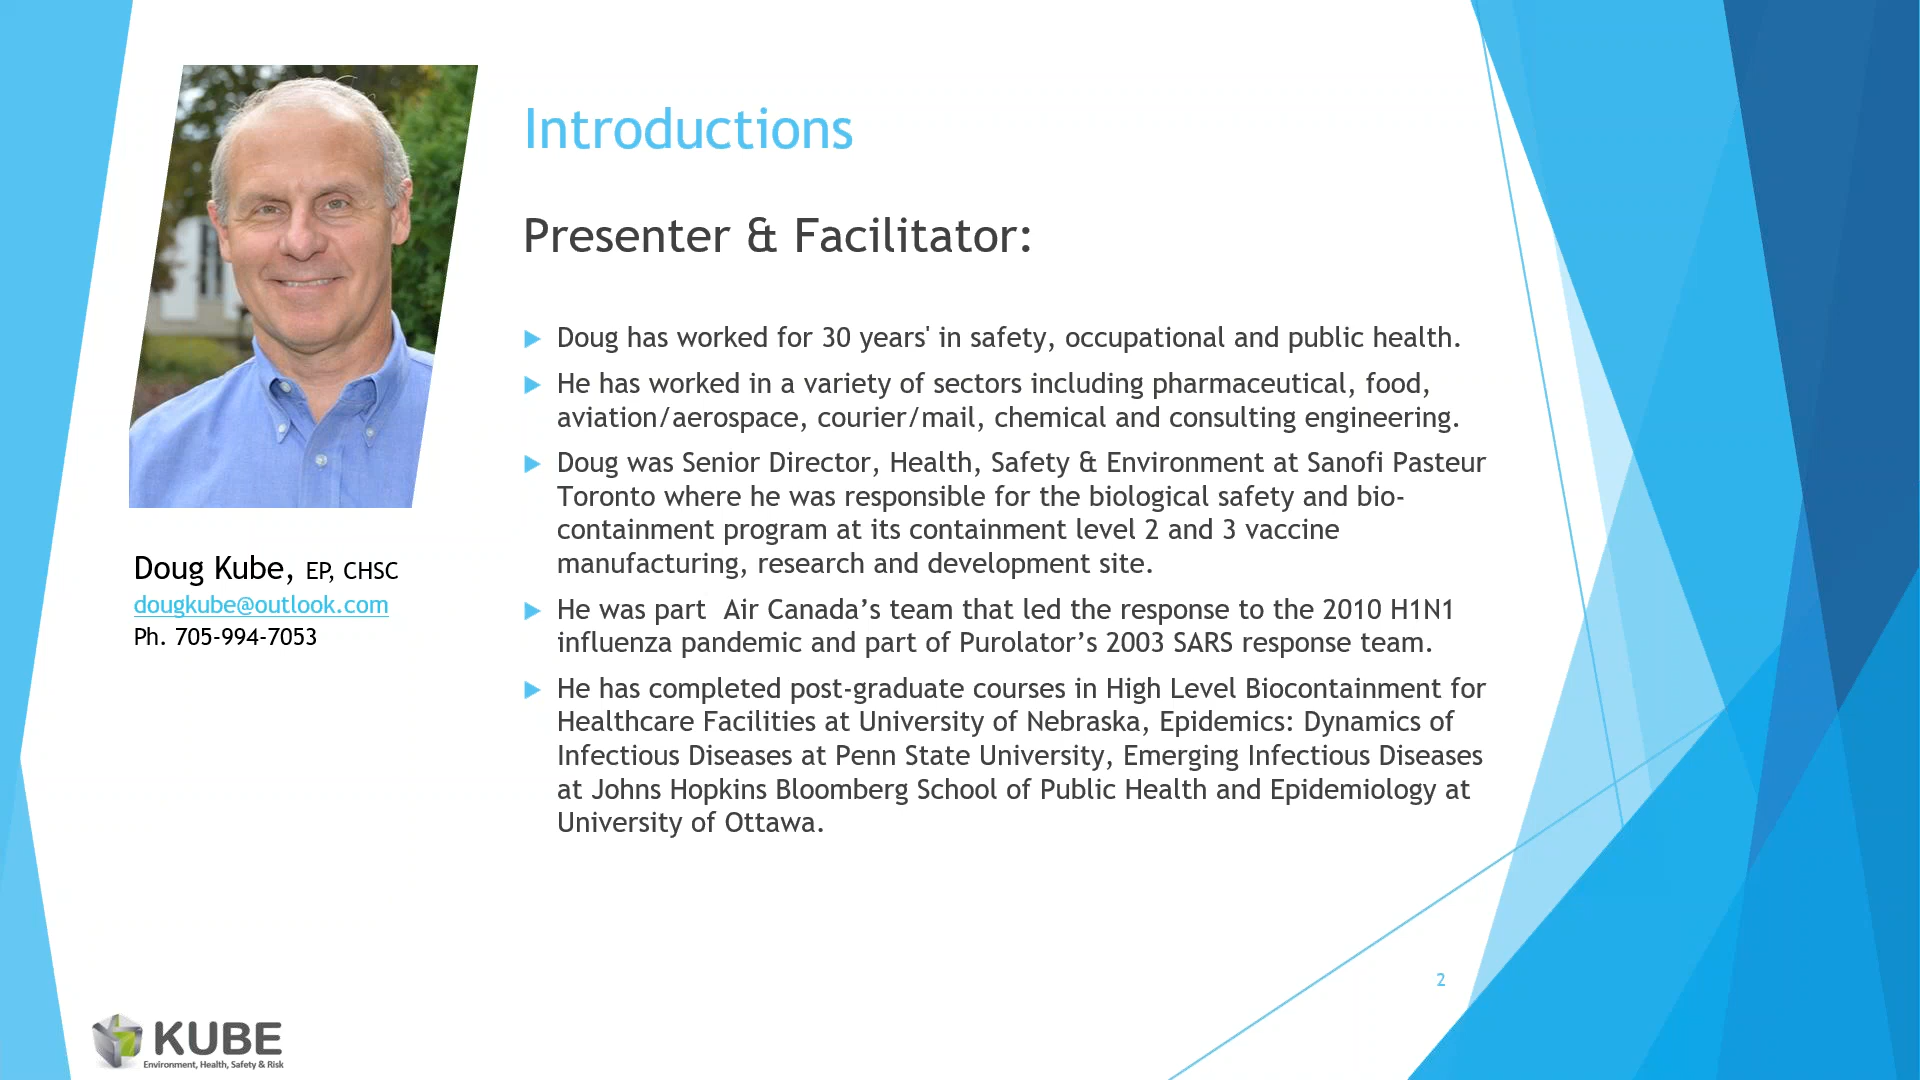 Introductions
Presenter & Facilitator:
Doug has worked for 30 years' in safety, occupational and public health.
He has worked in a variety of sectors including pharmaceutical, food,
aviation/aerospace, courier/mail, chemical and consulting engineering.
Doug was Senior Director, Health, Safety & Environment at Sanofi Pasteur
Toronto where he was responsible for the biological safety and bio-
containment program at its containment level 2 and 3 vaccine
manufacturing, research and development site.
He was part  Air Canada’s team that led the response to the 2010 H1N1
influenza pandemic and part of Purolator’s 2003 SARS response team.
He has completed post-graduate courses in High Level Biocontainment for
Healthcare Facilities at University of Nebraska, Epidemics: Dynamics of
Infectious Diseases at Penn State University, Emerging Infectious Diseases
at Johns Hopkins Bloomberg School of Public Health and Epidemiology at
University of Ottawa.
Doug Kube, EP, CHSC
dougkube@outlook.com
Ph. 705-994-7053
2
KUBE
Environment, Health, Safety & Risk